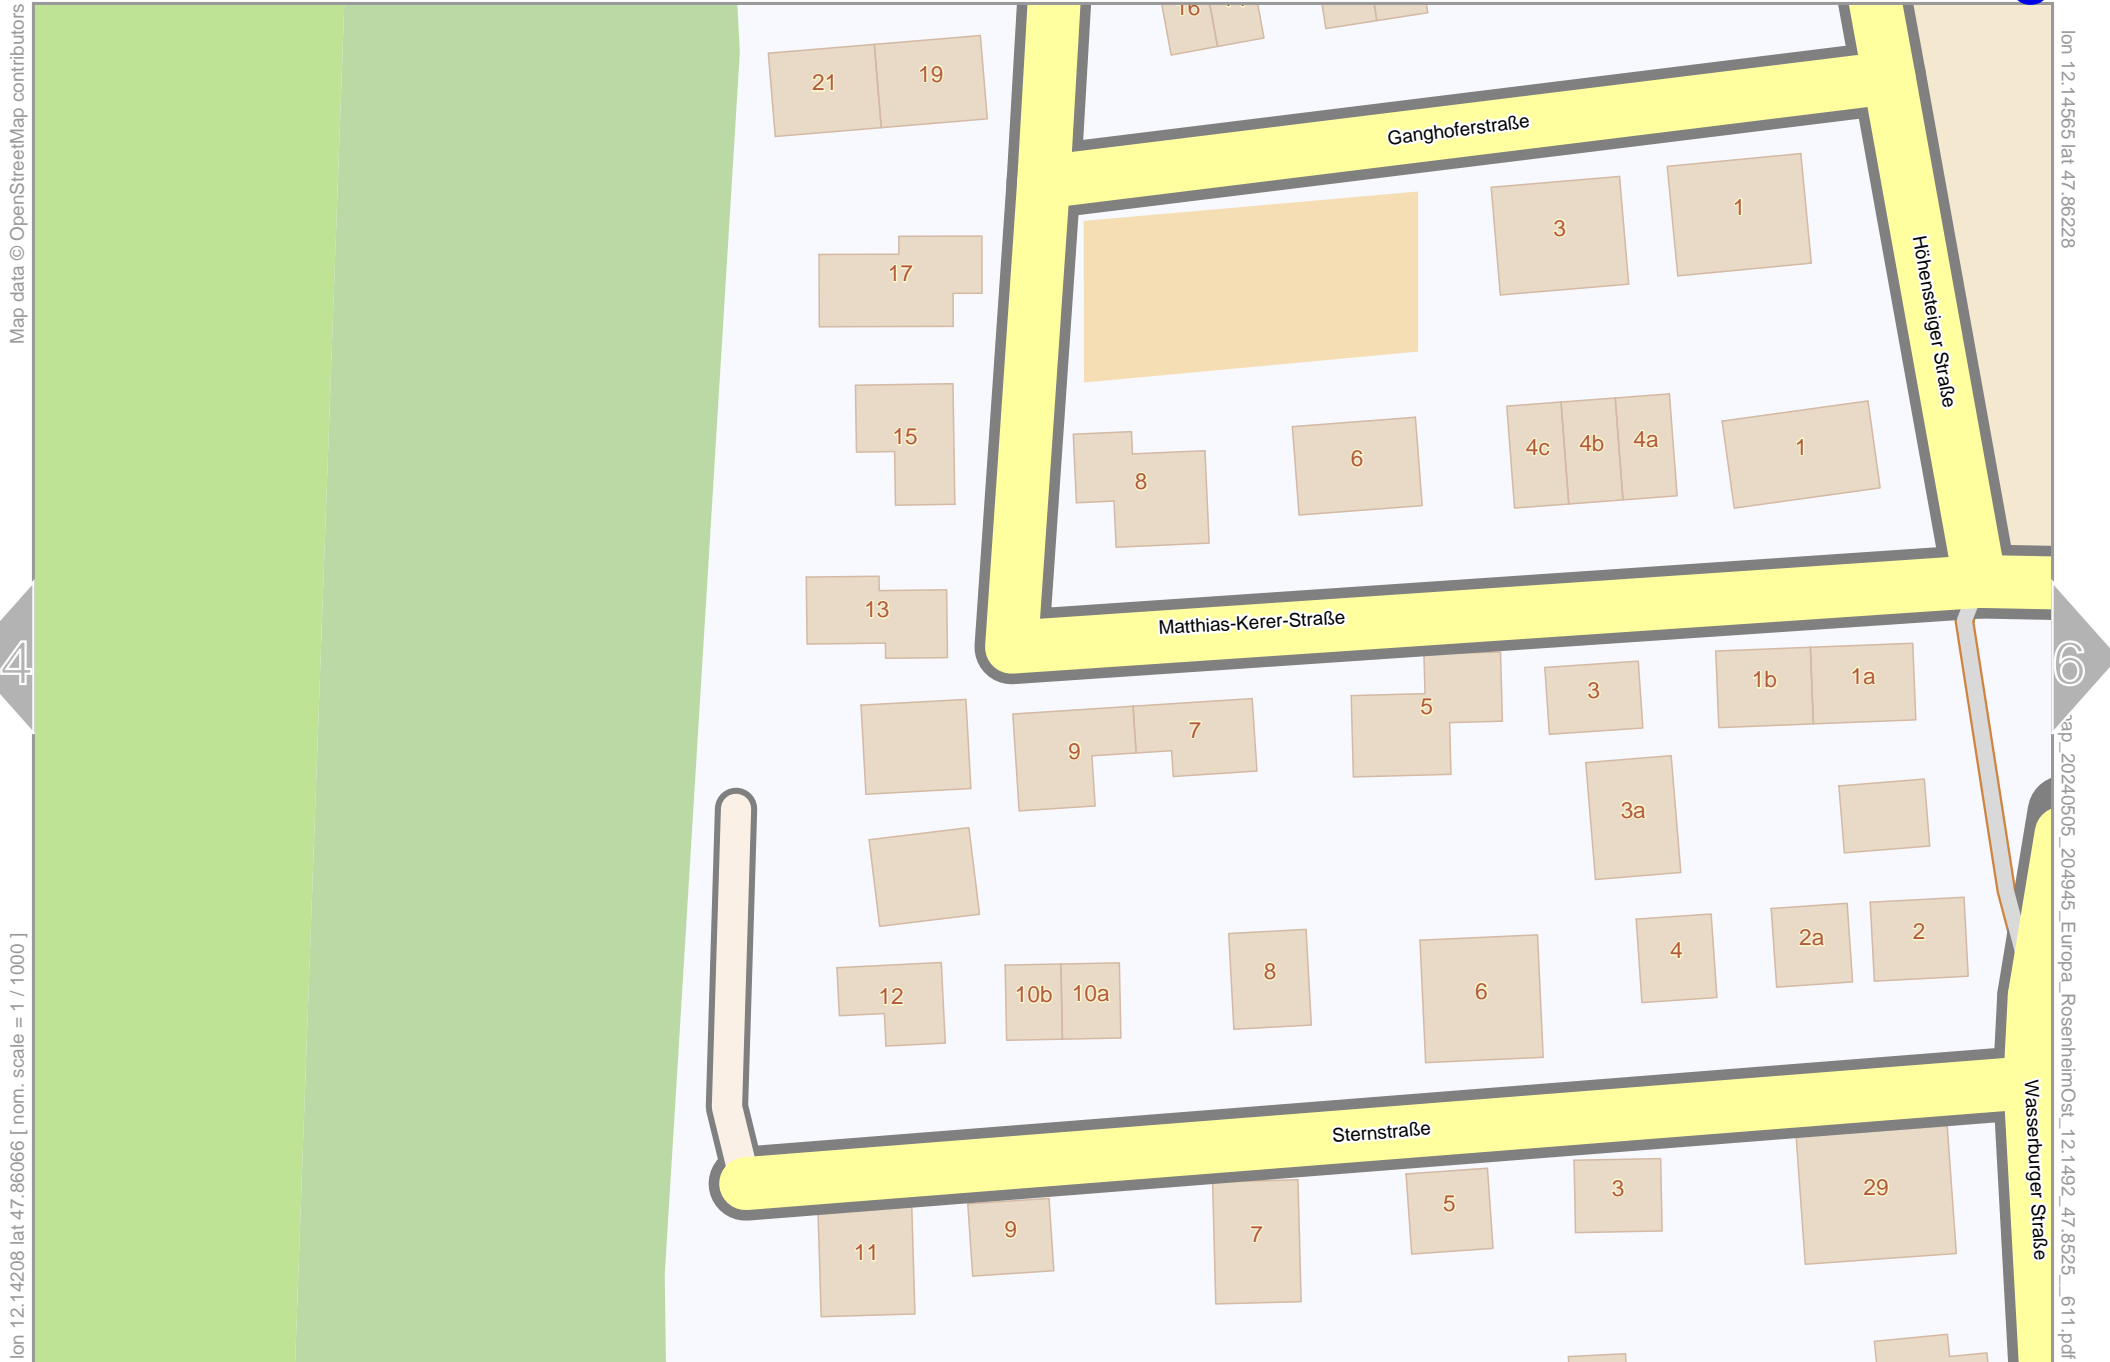 Map data © OpenStreetMap contributors
lon 12.14208 lat 47.86066 [ nom. scale = 1 / 1000 ]
lon 12.14565 lat 47.86228
ap_20240505_204945_Europa_RosenheimOst_12.1492_47.8525__611.pdf
4
6
16
21
19
Ganghoferstraße
3
1
Höhensteiger Straße
17
15
8
6
4c
4b
4a
1
13
Matthias-Kerer-Straße
9
7
5
3
1b
1a
3a
12
10b
10a
8
6
4
2a
2
Sternstraße
Wasserburger Straße
11
9
7
5
3
29